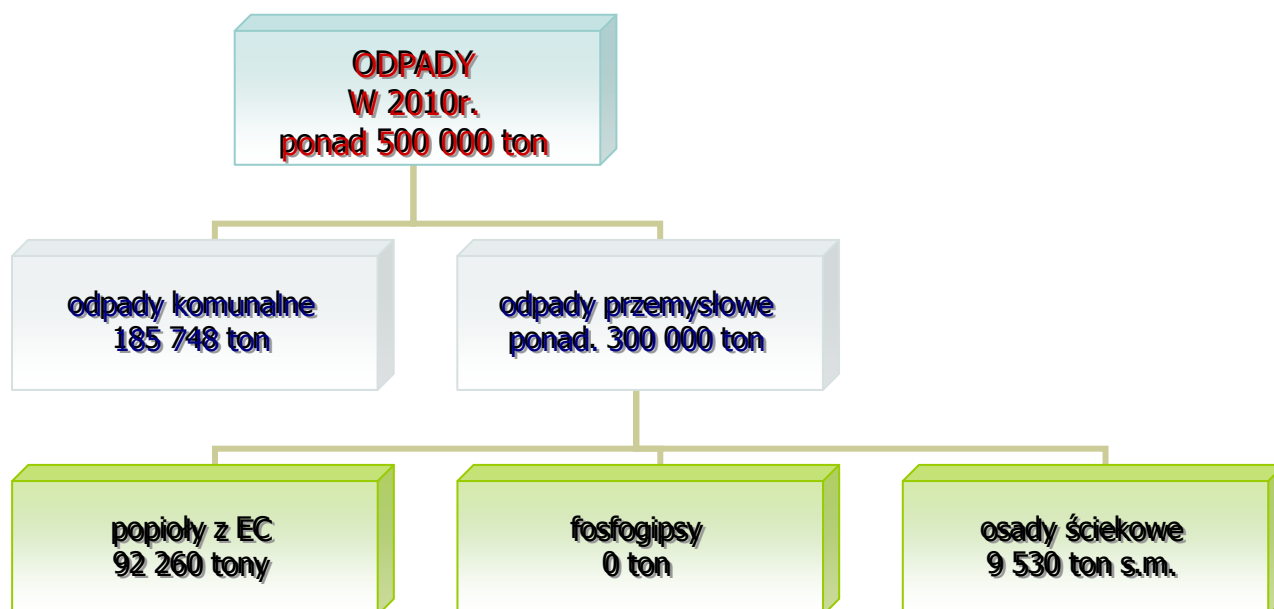 ODPADY
W 2010r.
ponad 500 000 ton
odpady komunalne
185 748 ton
odpady przemysłowe
ponad. 300 000 ton
popioły z EC
92 260 tony
fosfogipsy
0 ton
osady ściekowe
9 530 ton s.m.